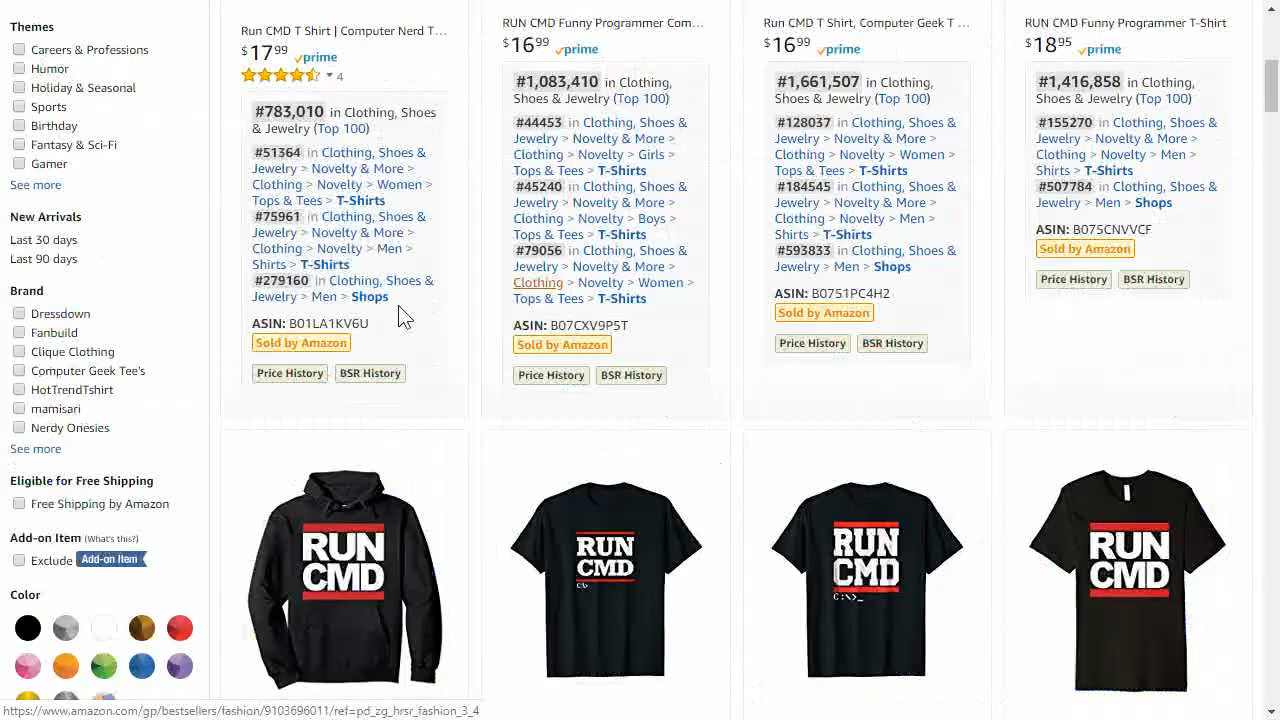 Themes
Careers & Professions
Humor
Holiday & Seasonal
Sports
Birthday
Fantasy & Sci-Fi
Gamer
See more
New Arrivals
Last 30 days
Last 90 days
Brand
Dressdown
Fanbuild
Clique Clothing
Computer Geek Tee's
HotTrendTshirt
mamisari
Nerdy Onesies
See more
Eligible for Free Shipping
Free Shipping by Amazon
Add-on Item (What's this?)
Exclude Add-on Item
Color
Run CMD T Shirt | Computer Nerd T...
$1799 prime
4
#783,010 in Clothing, Shoes
& Jewelry (Top 100)
#51364 in Clothing, Shoes &
Jewelry > Novelty & More >
Clothing > Novelty > Women >
Tops & Tees > T-Shirts
#75961 in Clothing, Shoes &
Jewelry > Novelty & More >
Clothing > Novelty > Men >
Shirts > T-Shirts
#279160 in Clothing, Shoes &
Jewelry > Men > Shops
ASIN: B01LA1KV6U
Sold by Amazon
Price History BSR History
RUN CMD Funny Programmer Com...
$1699 prime
#1,083,410 in Clothing,
Shoes & Jewelry (Top 100)
#44453 in Clothing, Shoes &
Jewelry > Novelty & More >
Clothing > Novelty > Girls >
Tops & Tees > T-Shirts
#45240 in Clothing, Shoes &
Jewelry > Novelty & More >
Clothing > Novelty > Boys >
Tops & Tees > T-Shirts
#79056 in Clothing, Shoes &
Jewelry > Novelty & More >
Clothing > Novelty > Women >
Tops & Tees > T-Shirts
ASIN: B07CXV9P5T
Sold by Amazon
Price History BSR History
Run CMD T Shirt, Computer Geek T ...
$1699 prime
#1,661,507 in Clothing,
Shoes & Jewelry (Top 100)
#128037 in Clothing, Shoes &
Jewelry > Novelty & More >
Clothing > Novelty > Women >
Tops & Tees > T-Shirts
#184545 in Clothing, Shoes &
Jewelry > Novelty & More >
Clothing > Novelty > Men >
Shirts > T-Shirts
#593833 in Clothing, Shoes &
Jewelry > Men > Shops
ASIN: B0751PC4H2
Sold by Amazon
Price History BSR History
RUN CMD Funny Programmer T-Shirt
$1895 prime
#1,416,858 in Clothing,
Shoes & Jewelry (Top 100)
#155270 in Clothing, Shoes &
Jewelry > Novelty & More >
Clothing > Novelty > Men >
Shirts > T-Shirts
#507784 in Clothing, Shoes &
Jewelry > Men > Shops
ASIN: B075CNVVCF
Sold by Amazon
Price History BSR History
RUN
CMD
RUN
CMD
RUN
CMD
C:\>_
RUN
CMD
https://www.amazon.com/gp/bestsellers/fashion/9103696011/ref=pd_zg_hrsr_fashion_3_4